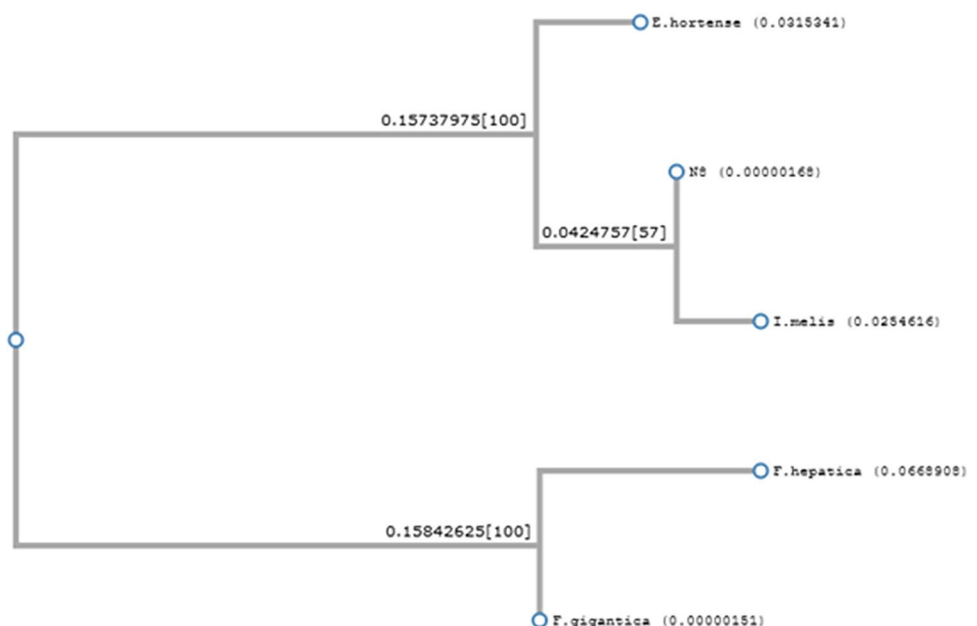 E.hortense (0.0315341)
0.15737975[100]
N8 (0.00000168)
0.0424757[57]
I.melis (0.0254616)
F.hepatica (0.0668908)
0.15842625[100]
F.gigantica (0.00000151)